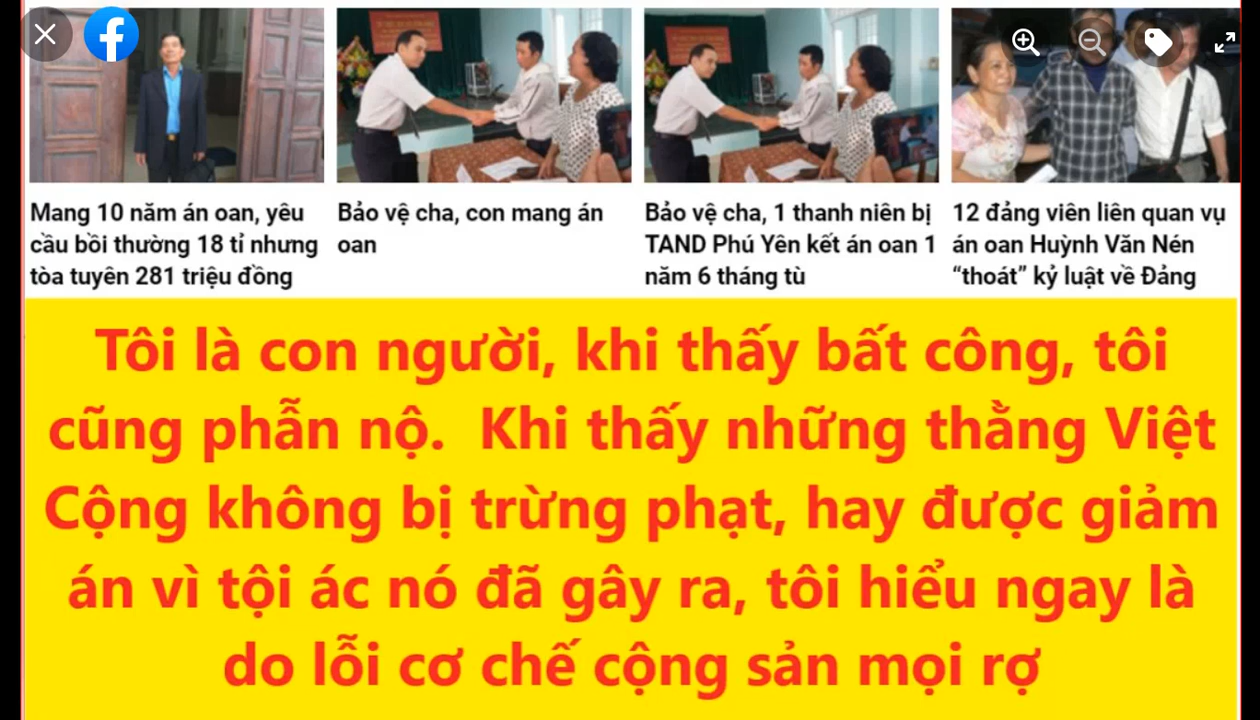 Mang 10 năm án oan, yêu
cầu bồi thường 18 tỉ nhưng
tòa tuyên 281 triệu đồng
Bảo vệ cha, con mang án
oan
Bảo vệ cha, 1 thanh niên bị
TAND Phú Yên kết án oan 1
năm 6 tháng tù
12 đảng viên liên quan vụ
án oan Huỳnh Văn Nén
“thoát” kỷ luật về Đảng
Tôi là con người, khi thấy bất công, tôi
cũng phẫn nộ. Khi thấy những thằng Việt
Cộng không bị trừng phạt, hay được giảm
án vì tội ác nó đã gây ra, tôi hiểu ngay là
do lỗi cơ chế cộng sản mọi rợ